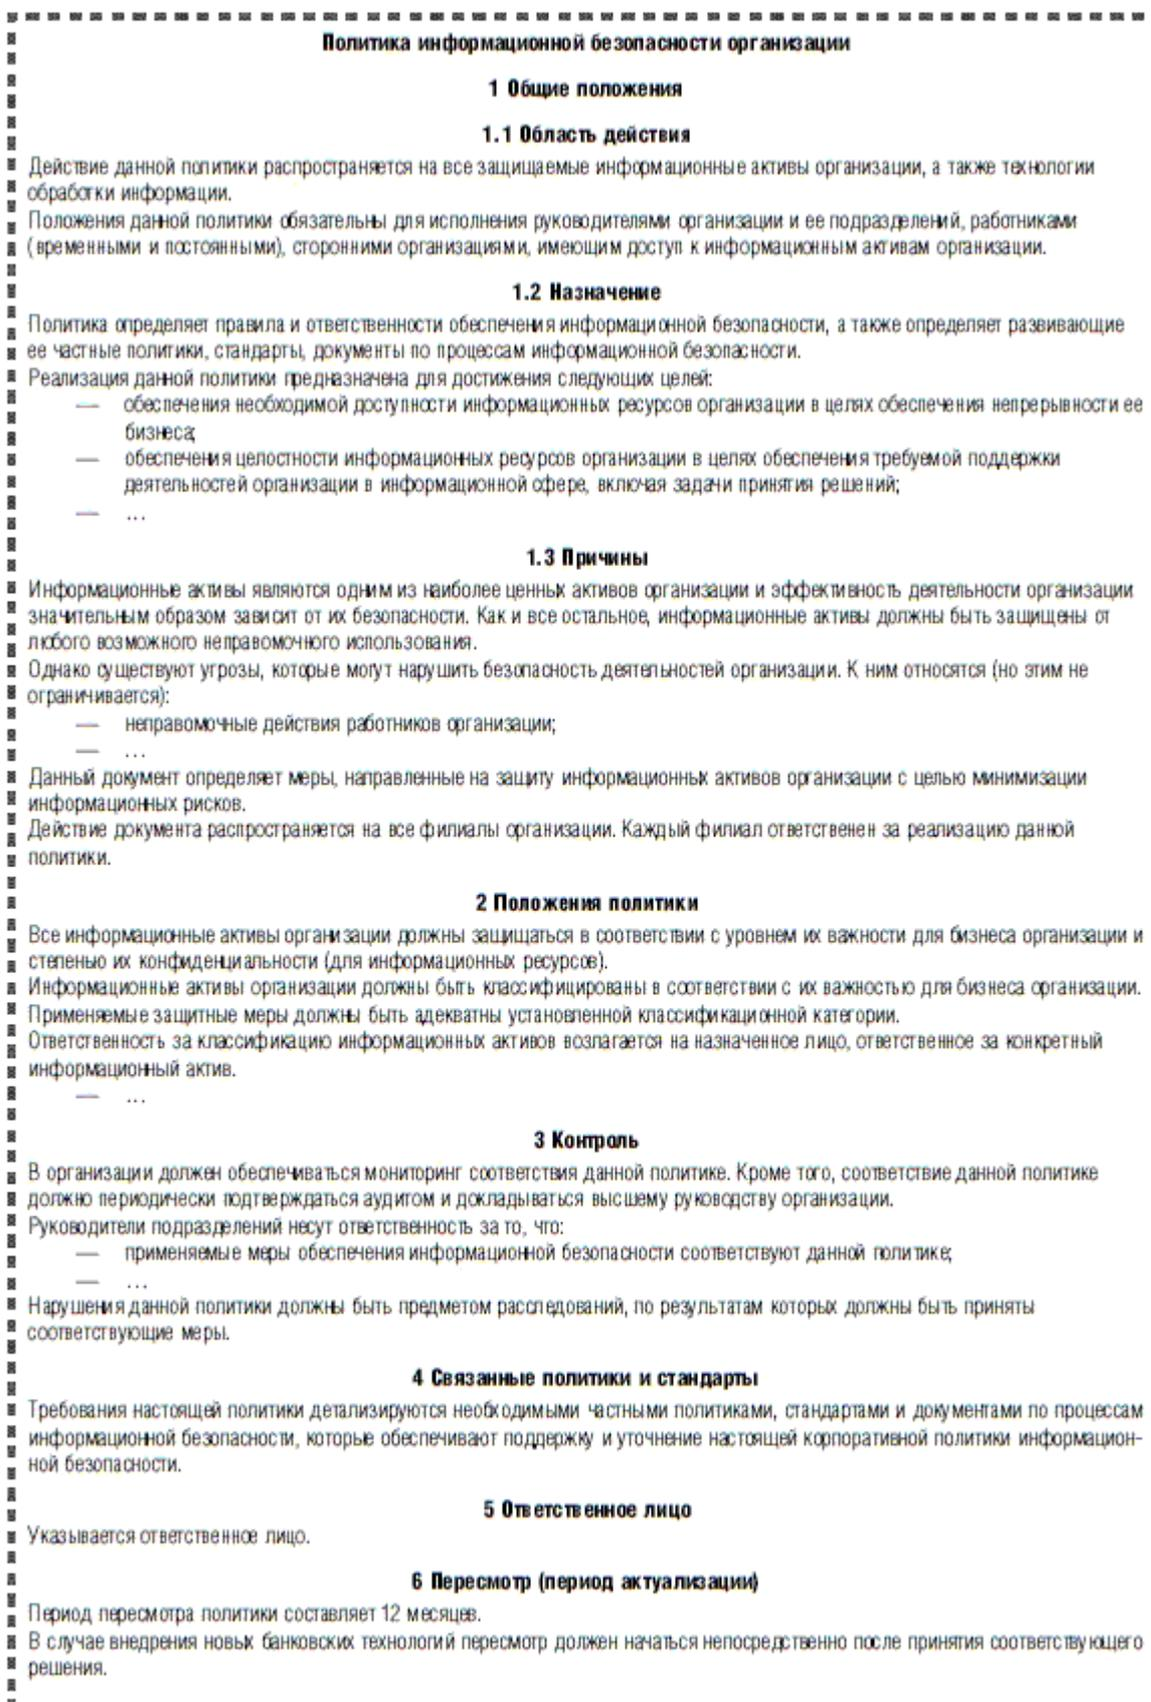 Политика информационной безопасности организации
1 Общие положения
1.1 Область действия
Действие данной политики распространяется на все защищаемые информационные активы организации, а также технологии
обработки информации.
Положения данной политики обязательны для исполнения руководителями организации и ее подразделений, работниками
(временными и постоянными), сторонними организациями, имеющим доступ к информационным активам организации.
1.2 Назначение
Политика определяет правила и ответственности обеспечения информационной безопасности, а также определяет развивающие
ее частные политики, стандарты, документы по процессам информационной безопасности.
Реализация данной политики предназначена для достижения следующих целей:
— обеспечения необходимой доступности информационных ресурсов организации в целях обеспечения непрерывности ее
бизнеса;
— обеспечения целостности информационных ресурсов организации в целях обеспечения требуемой поддержки
деятельностей организации в информационной сфере, включая задачи принятия решений;
— ...
1.3 Причины
Информационные активы являются одним из наиболее ценных активов организации и эффективность деятельности организации
значительным образом зависит от их безопасности. Как и все остальное, информационные активы должны быть защищены от
любого возможного неправомочного использования.
Однако существуют угрозы, которые могут нарушить безопасность деятельностей организации. К ним относятся (но этим не
ограничивается):
— неправомочные действия работников организации;
— ...
Данный документ определяет меры, направленные на защиту информационных активов организации с целью минимизации
информационных рисков.
Действие документа распространяется на все филиалы организации. Каждый филиал ответственен за реализацию данной
политики.
2 Положения политики
Все информационные активы организации должны защищаться в соответствии с уровнем их важности для бизнеса организации и
степенью их конфиденциальности (для информационных ресурсов).
Информационные активы организации должны быть классифицированы в соответствии с их важностью для бизнеса организации.
Применяемые защитные меры должны быть адекватны установленной классификационной категории.
Ответственность за классификацию информационных активов возлагается на назначенное лицо, ответственное за конкретный
информационный актив.
— ...
3 Контроль
В организации должен обеспечиваться мониторинг соответствия данной политике. Кроме того, соответствие данной политике
должно периодически подтверждаться аудитом и докладываться высшему руководству организации.
Руководители подразделений несут ответственность за то, что:
— применяемые меры обеспечения информационной безопасности соответствуют данной политике;
— ...
Нарушения данной политики должны быть предметом расследований, по результатам которых должны быть приняты
соответствующие меры.
4 Связанные политики и стандарты
Требования настоящей политики детализируются необходимыми частными политиками, стандартами и документами по процессам
информационной безопасности, которые обеспечивают поддержку и уточнение настоящей корпоративной политики информацион-
ной безопасности.
5 Ответственное лицо
Указывается ответственное лицо.
6 Пересмотр (период актуализации)
Период пересмотра политики составляет 12 месяцев.
В случае внедрения новых банковских технологий пересмотр должен начаться непосредственно после принятия соответствующего
решения.